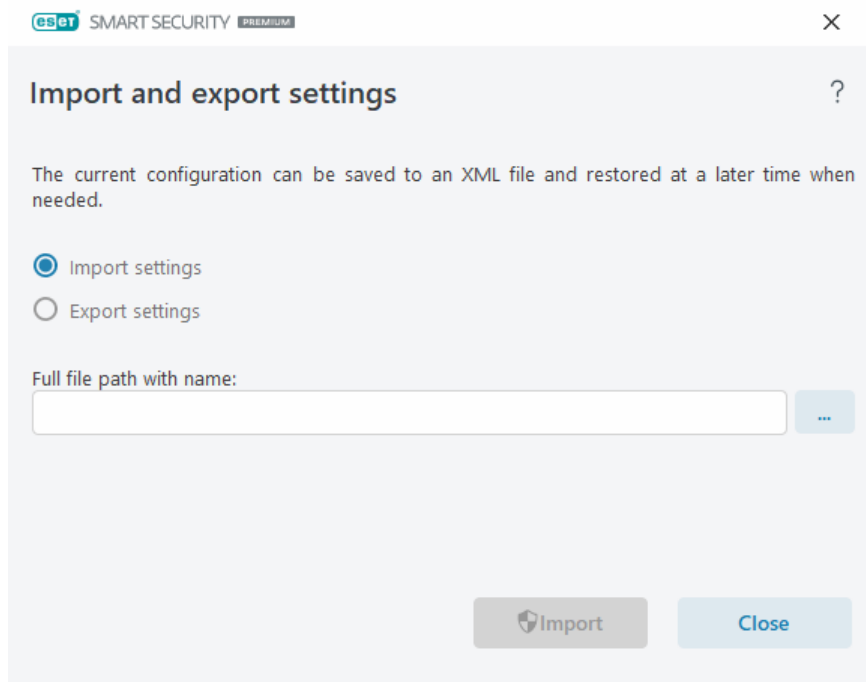 eset SMART SECURITY PREMIUM
Import and export settings
?
The current configuration can be saved to an XML file and restored at a later time when
needed.
Import settings
Export settings
Full file path with name:
...
Import
Close